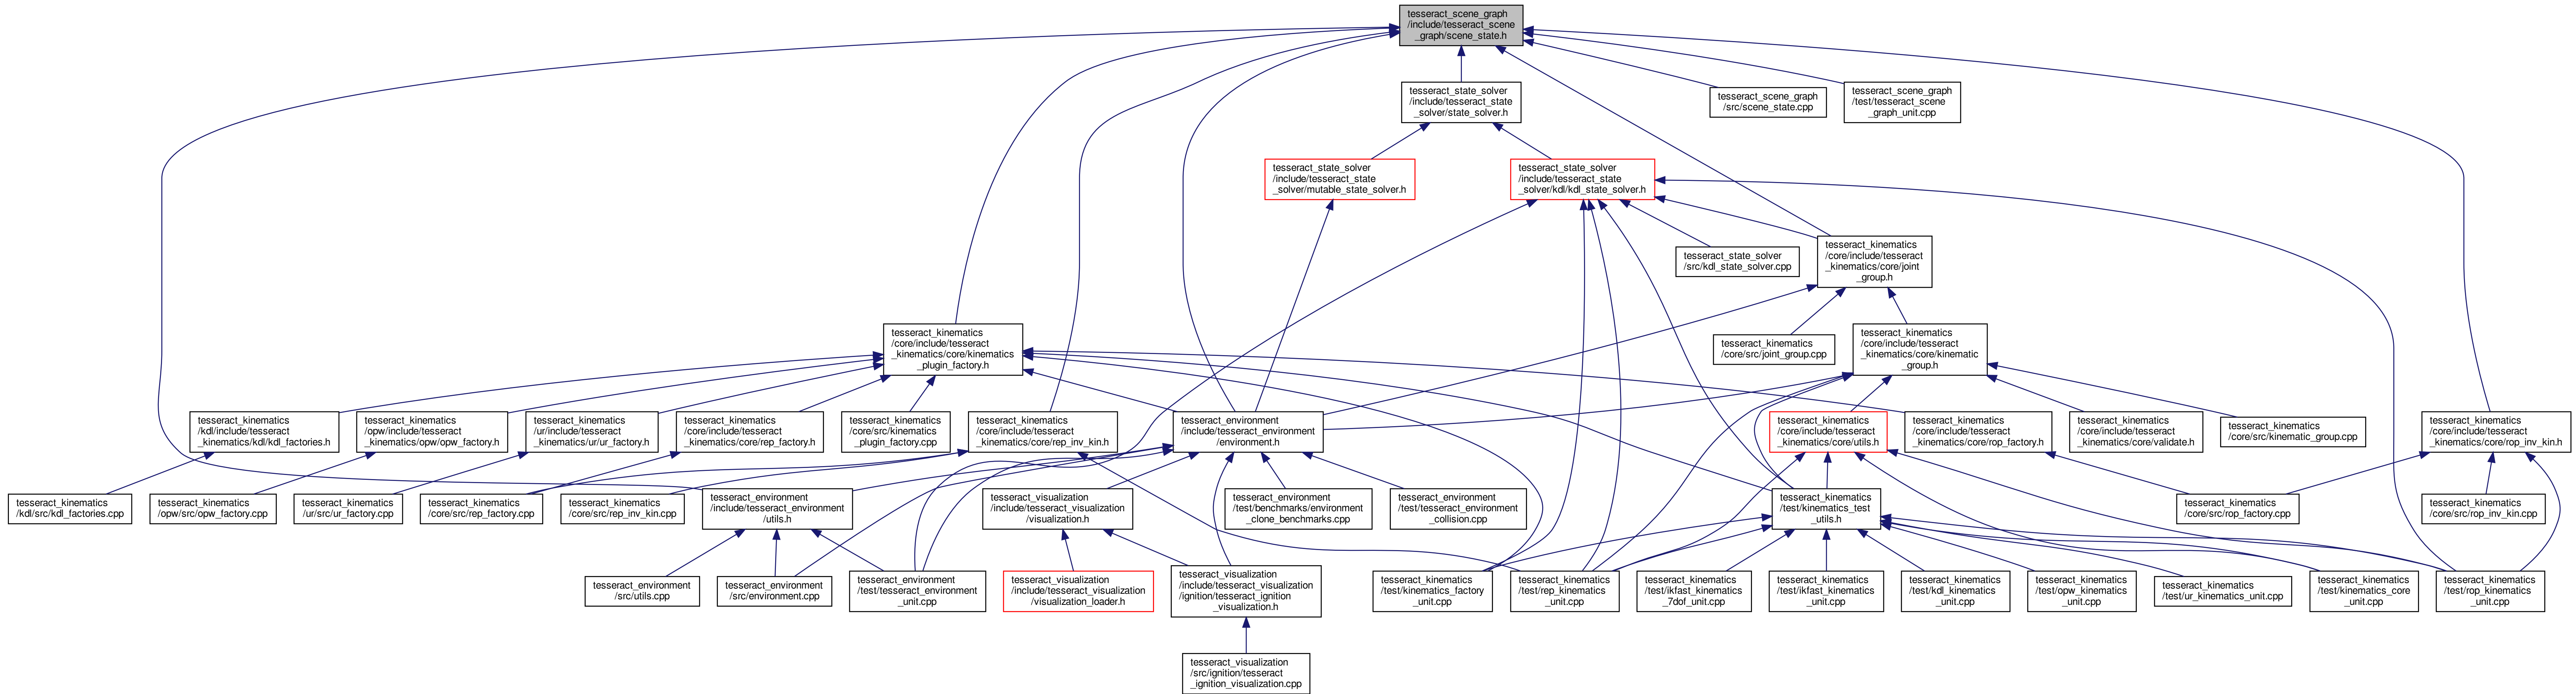 tesseract_scene_graph
/include/tesseract_scene
_graph/scene_state.h
tesseract_state_solver
/include/tesseract_state
_solver/state_solver.h
tesseract_scene_graph
/src/scene_state.cpp
tesseract_scene_graph
/test/tesseract_scene
_graph_unit.cpp
tesseract_state_solver
/include/tesseract_state
_solver/mutable_state_solver.h
tesseract_state_solver
/include/tesseract_state
_solver/kdl/kdl_state_solver.h
tesseract_state_solver
/src/kdl_state_solver.cpp
tesseract_kinematics
/core/include/tesseract
_kinematics/core/joint
_group.h
tesseract_kinematics
/core/include/tesseract
_kinematics/core/kinematics
_plugin_factory.h
tesseract_kinematics
/core/src/joint_group.cpp
tesseract_kinematics
/core/include/tesseract
_kinematics/core/kinematic
_group.h
tesseract_kinematics
/kdl/include/tesseract
_kinematics/kdl/kdl_factories.h
tesseract_kinematics
/opw/include/tesseract
_kinematics/opw/opw_factory.h
tesseract_kinematics
/ur/include/tesseract
_kinematics/ur/ur_factory.h
tesseract_kinematics
/core/include/tesseract
_kinematics/core/rep_factory.h
tesseract_kinematics
/core/src/kinematics
_plugin_factory.cpp
tesseract_kinematics
/core/include/tesseract
_kinematics/core/rep_inv_kin.h
tesseract_environment
/include/tesseract_environment
/environment.h
tesseract_kinematics
/core/include/tesseract
_kinematics/core/utils.h
tesseract_kinematics
/core/include/tesseract
_kinematics/core/rop_factory.h
tesseract_kinematics
/core/include/tesseract
_kinematics/core/validate.h
tesseract_kinematics
/core/src/kinematic_group.cpp
tesseract_kinematics
/core/include/tesseract
_kinematics/core/rop_inv_kin.h
tesseract_kinematics
/kdl/src/kdl_factories.cpp
tesseract_kinematics
/opw/src/opw_factory.cpp
tesseract_kinematics
/ur/src/ur_factory.cpp
tesseract_kinematics
/core/src/rep_factory.cpp
tesseract_kinematics
/core/src/rep_inv_kin.cpp
tesseract_environment
/include/tesseract_environment
/utils.h
tesseract_visualization
/include/tesseract_visualization
/visualization.h
tesseract_environment
/test/benchmarks/environment
_clone_benchmarks.cpp
tesseract_environment
/test/tesseract_environment
_collision.cpp
tesseract_kinematics
/test/kinematics_test
_utils.h
tesseract_kinematics
/core/src/rop_factory.cpp
tesseract_kinematics
/core/src/rop_inv_kin.cpp
tesseract_environment
/src/utils.cpp
tesseract_environment
/src/environment.cpp
tesseract_environment
/test/tesseract_environment
_unit.cpp
tesseract_visualization
/include/tesseract_visualization
/visualization_loader.h
tesseract_visualization
/include/tesseract_visualization
/ignition/tesseract_ignition
_visualization.h
tesseract_kinematics
/test/kinematics_factory
_unit.cpp
tesseract_kinematics
/test/rep_kinematics
_unit.cpp
tesseract_kinematics
/test/ikfast_kinematics
_7dof_unit.cpp
tesseract_kinematics
/test/ikfast_kinematics
_unit.cpp
tesseract_kinematics
/test/kdl_kinematics
_unit.cpp
tesseract_kinematics
/test/opw_kinematics
_unit.cpp
tesseract_kinematics
/test/ur_kinematics_unit.cpp
tesseract_kinematics
/test/kinematics_core
_unit.cpp
tesseract_kinematics
/test/rop_kinematics
_unit.cpp
tesseract_visualization
/src/ignition/tesseract
_ignition_visualization.cpp